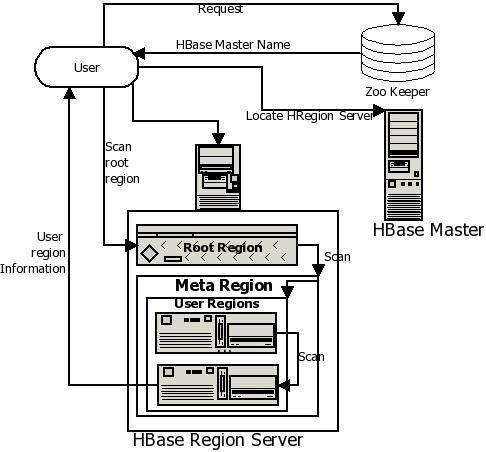 Request
HBase Master Name
User
Zoo Keeper
Locate HRegion Server
Scan
root
region
HBase Master
User
region
Information
Root Region
Scan
Meta Region
User Regions
Scan
HBase Region Server